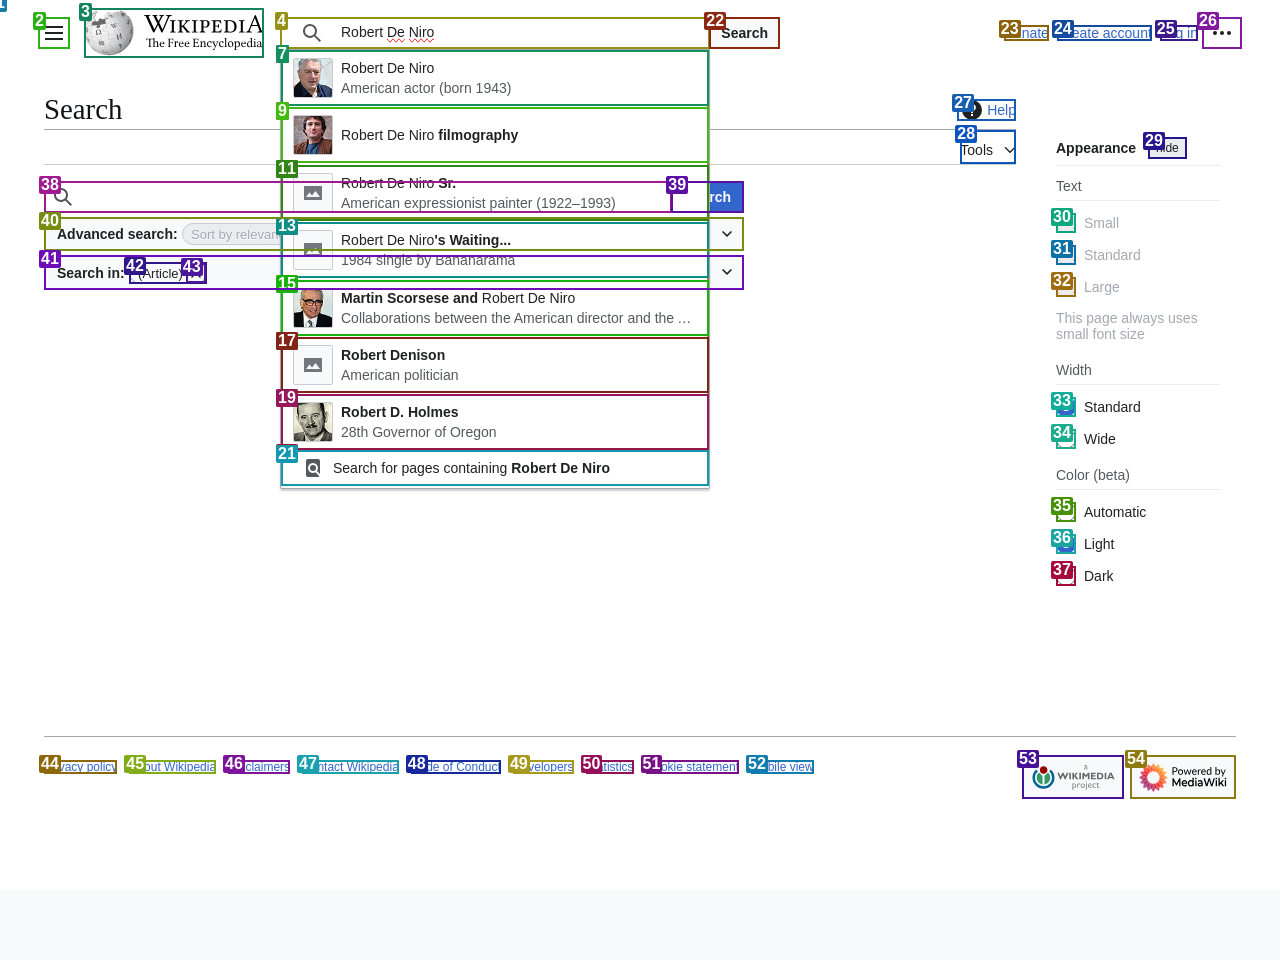 2
3
WIKIPEDIA
The Free Encyclopedia
4
Robert De Niro
22
Search
23
nate
24
eate account
25
g in
26
7
Robert De Niro
American actor (born 1943)
9
Robert De Niro filmography
11
Robert De Niro Sr.
American expressionist painter (1922–1993)
13
Robert De Niro's Waiting...
1984 single by Bananarama
15
Martin Scorsese and Robert De Niro
Collaborations between the American director and the ...
17
Robert Denison
American politician
19
Robert D. Holmes
28th Governor of Oregon
21
Search for pages containing Robert De Niro
Search
27
Help
28
Tools
38
39
rch
40
Advanced search:
Sort by relevan
41
Search in:
42
(Article)
43
Appearance
29
hide
Text
30
Small
31
Standard
32
Large
This page always uses
small font size
Width
33
Standard
34
Wide
Color (beta)
35
Automatic
36
Light
37
Dark
44
vacy policy
45
out Wikipedia
46
claimers
47
ntact Wikipedia
48
de of Conduct
49
velopers
50
tistics
51
okie statement
52
bile view
53
a
WIKIMEDIA
project
54
Powered by
MediaWiki